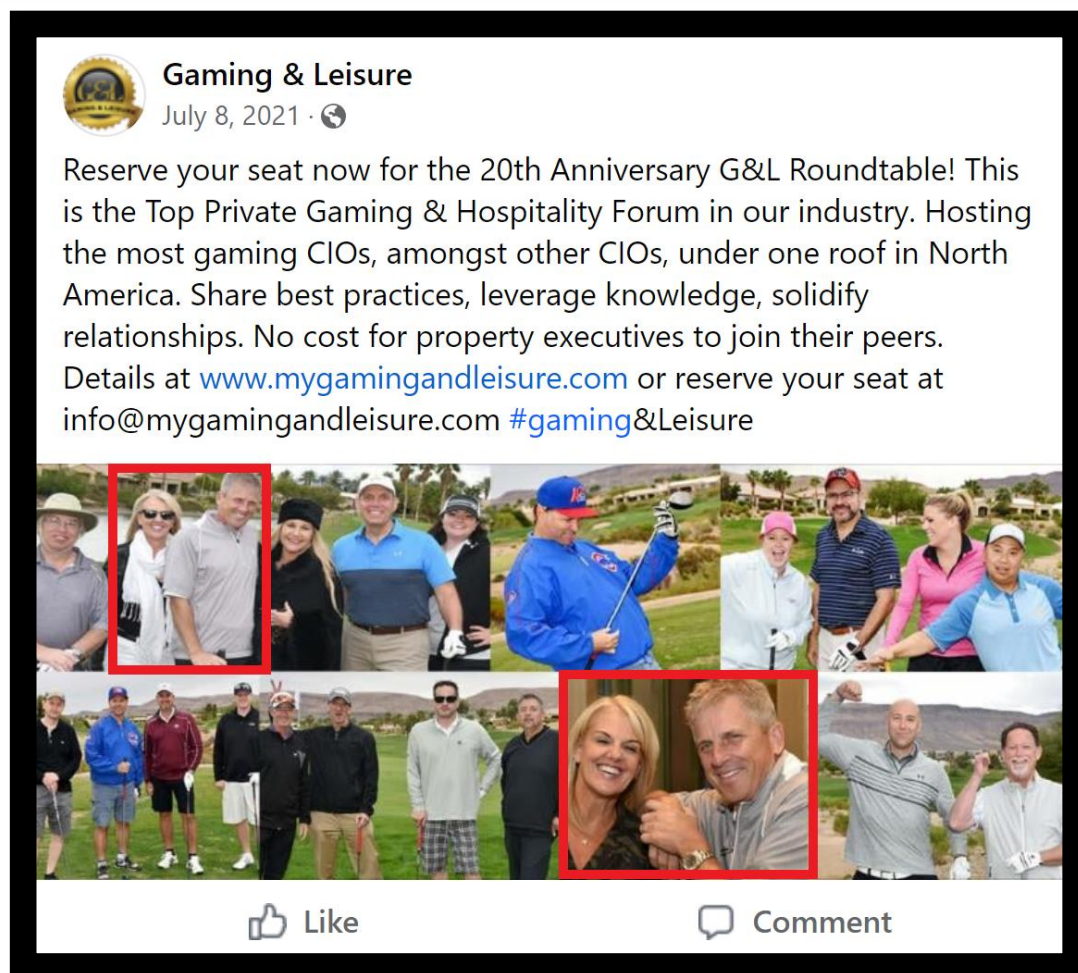 Gaming & Leisure
July 8, 2021 ·
Reserve your seat now for the 20th Anniversary G&L Roundtable! This
is the Top Private Gaming & Hospitality Forum in our industry. Hosting
the most gaming CIOs, amongst other CIOs, under one roof in North
America. Share best practices, leverage knowledge, solidify
relationships. No cost for property executives to join their peers.
Details at www.mygamingandleisure.com or reserve your seat at
info@mygamingandleisure.com #gaming&Leisure
Like
Comment